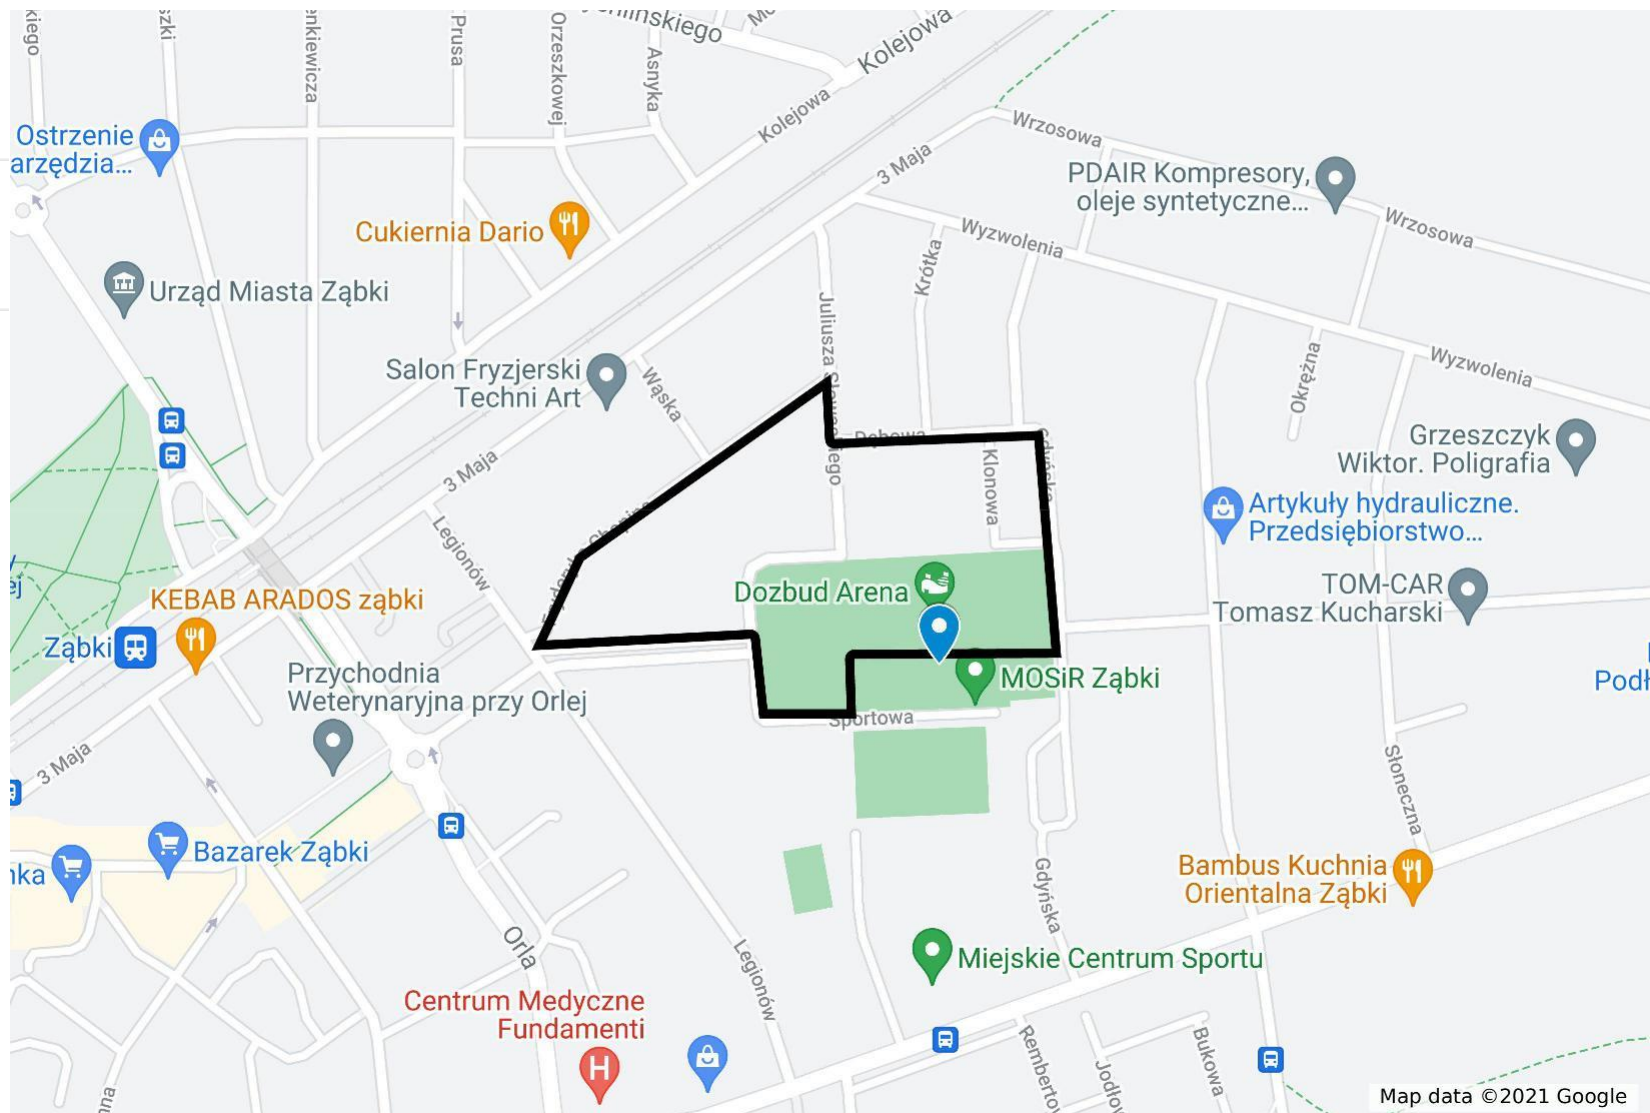 Kolejowa
Prusa
Orzeszkowej
Asnyka
Kolejowa
Wrzosowa
Ostrzenie
3 Maja
PDAIR Kompresory,
oleje syntetyczne...
Cukiernia Dario
Wyzwolenia
Wrzosowa
Krótka
Urząd Miasta Ząbki
Juliusza
Salon Fryzjerski
Techni Art
Wąska
Okrężna
Wyzwolenia
3 Maja
Klonowa
Grzeszczyk
Wiktor. Poligrafia
Artykuły hydrauliczne.
Przedsiębiorstwo...
Legionów
Dozbud Arena
TOM-CAR
Tomasz Kucharski
KEBAB ARADOS ząbki
Ząbki
Przychodnia
Weterynaryjna przy Orlej
MOSiR Ząbki
Sportowa
3 Maja
Słoneczna
Bazarek Ząbki
Gdyńska
Bambus Kuchnia
Orientalna Ząbki
Orla
Legionów
Miejskie Centrum Sportu
Centrum Medyczne
Fundamenti
H
Bukowa
Map data ©2021 Google